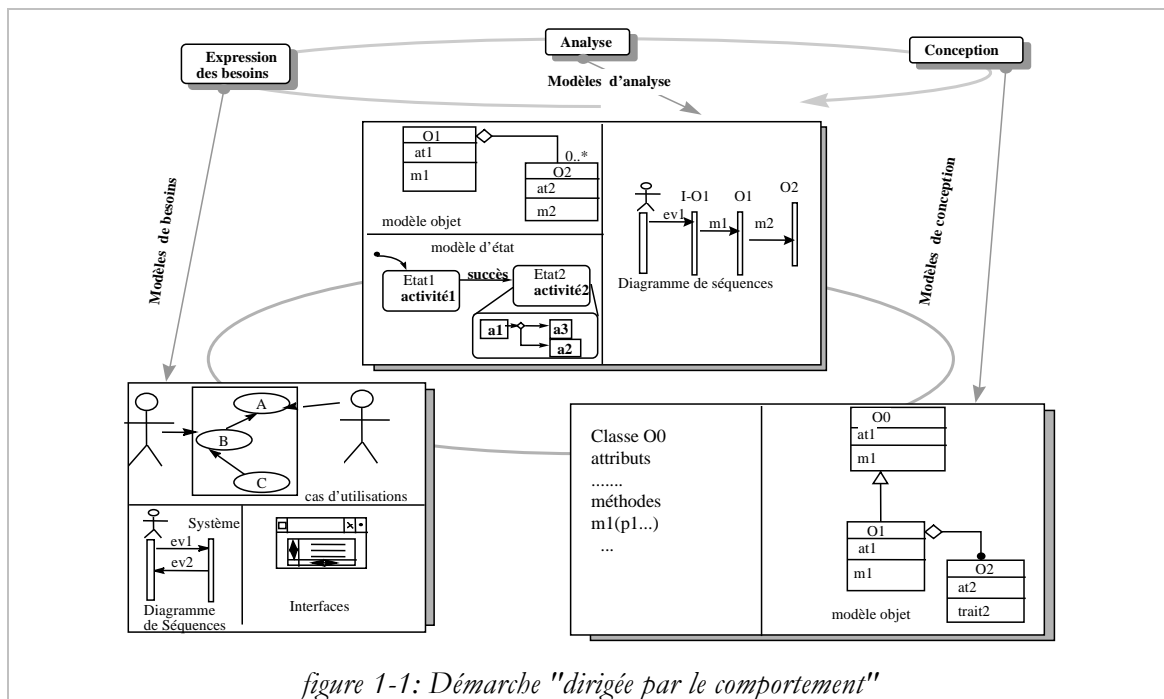 Expression
des besoins
Analyse
Conception
Modèles d'analyse
Modèles de besoins
Modèles de conception
O1
at1
m1
0..*
O2
at2
m2
modèle objet
modèle d'état
Etat1
activité1
succès
Etat2
activité2
a1
a3
a2
I-O1
O1
O2
ev1
m1
m2
Diagramme de séquences
A
B
C
cas d'utilisations
Système
ev1
ev2
Diagramme
de Séquences
Interfaces
Classe O0
attributs
.......
méthodes
m1(p1...)
...
O0
at1
m1
O1
at1
m1
O2
at2
trait2
modèle objet
figure 1-1: Démarche "dirigée par le comportement"